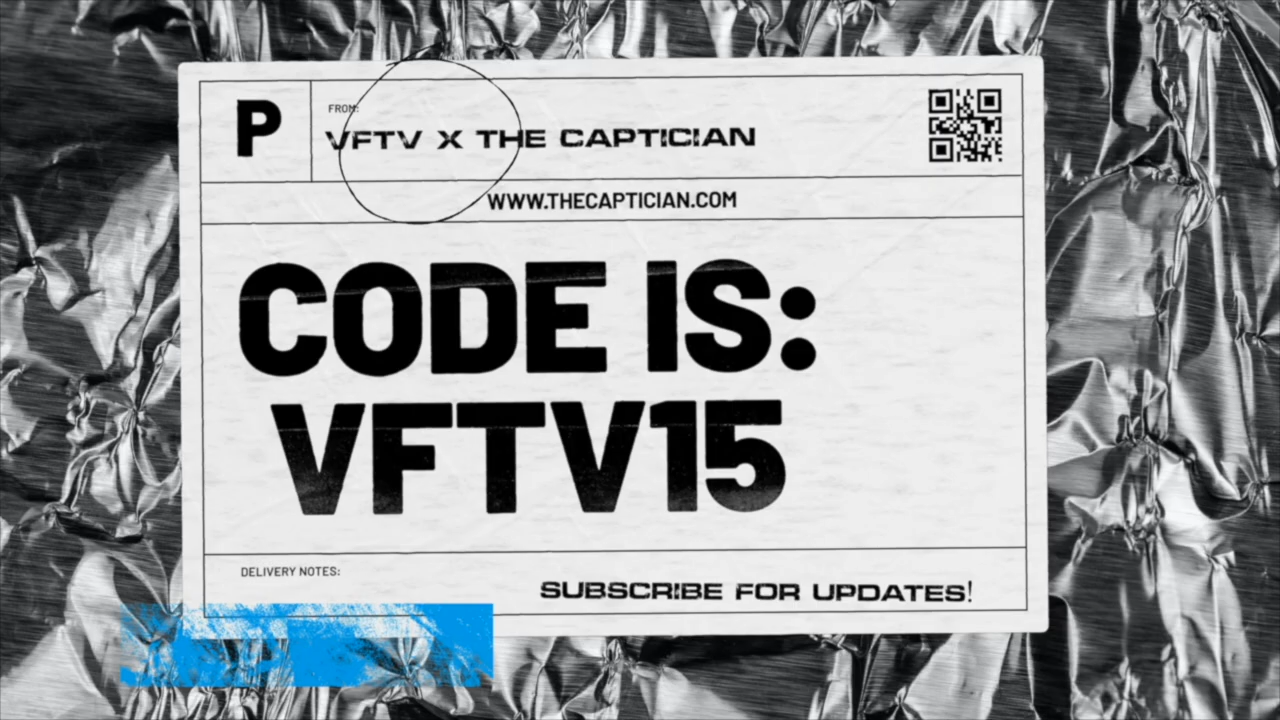 P
FROM:
VFTV X THE CAPTICIAN
WWW.THECAPTICIAN.COM
CODE IS:
VFTV15
DELIVERY NOTES:
SUBSCRIBE FOR UPDATES!